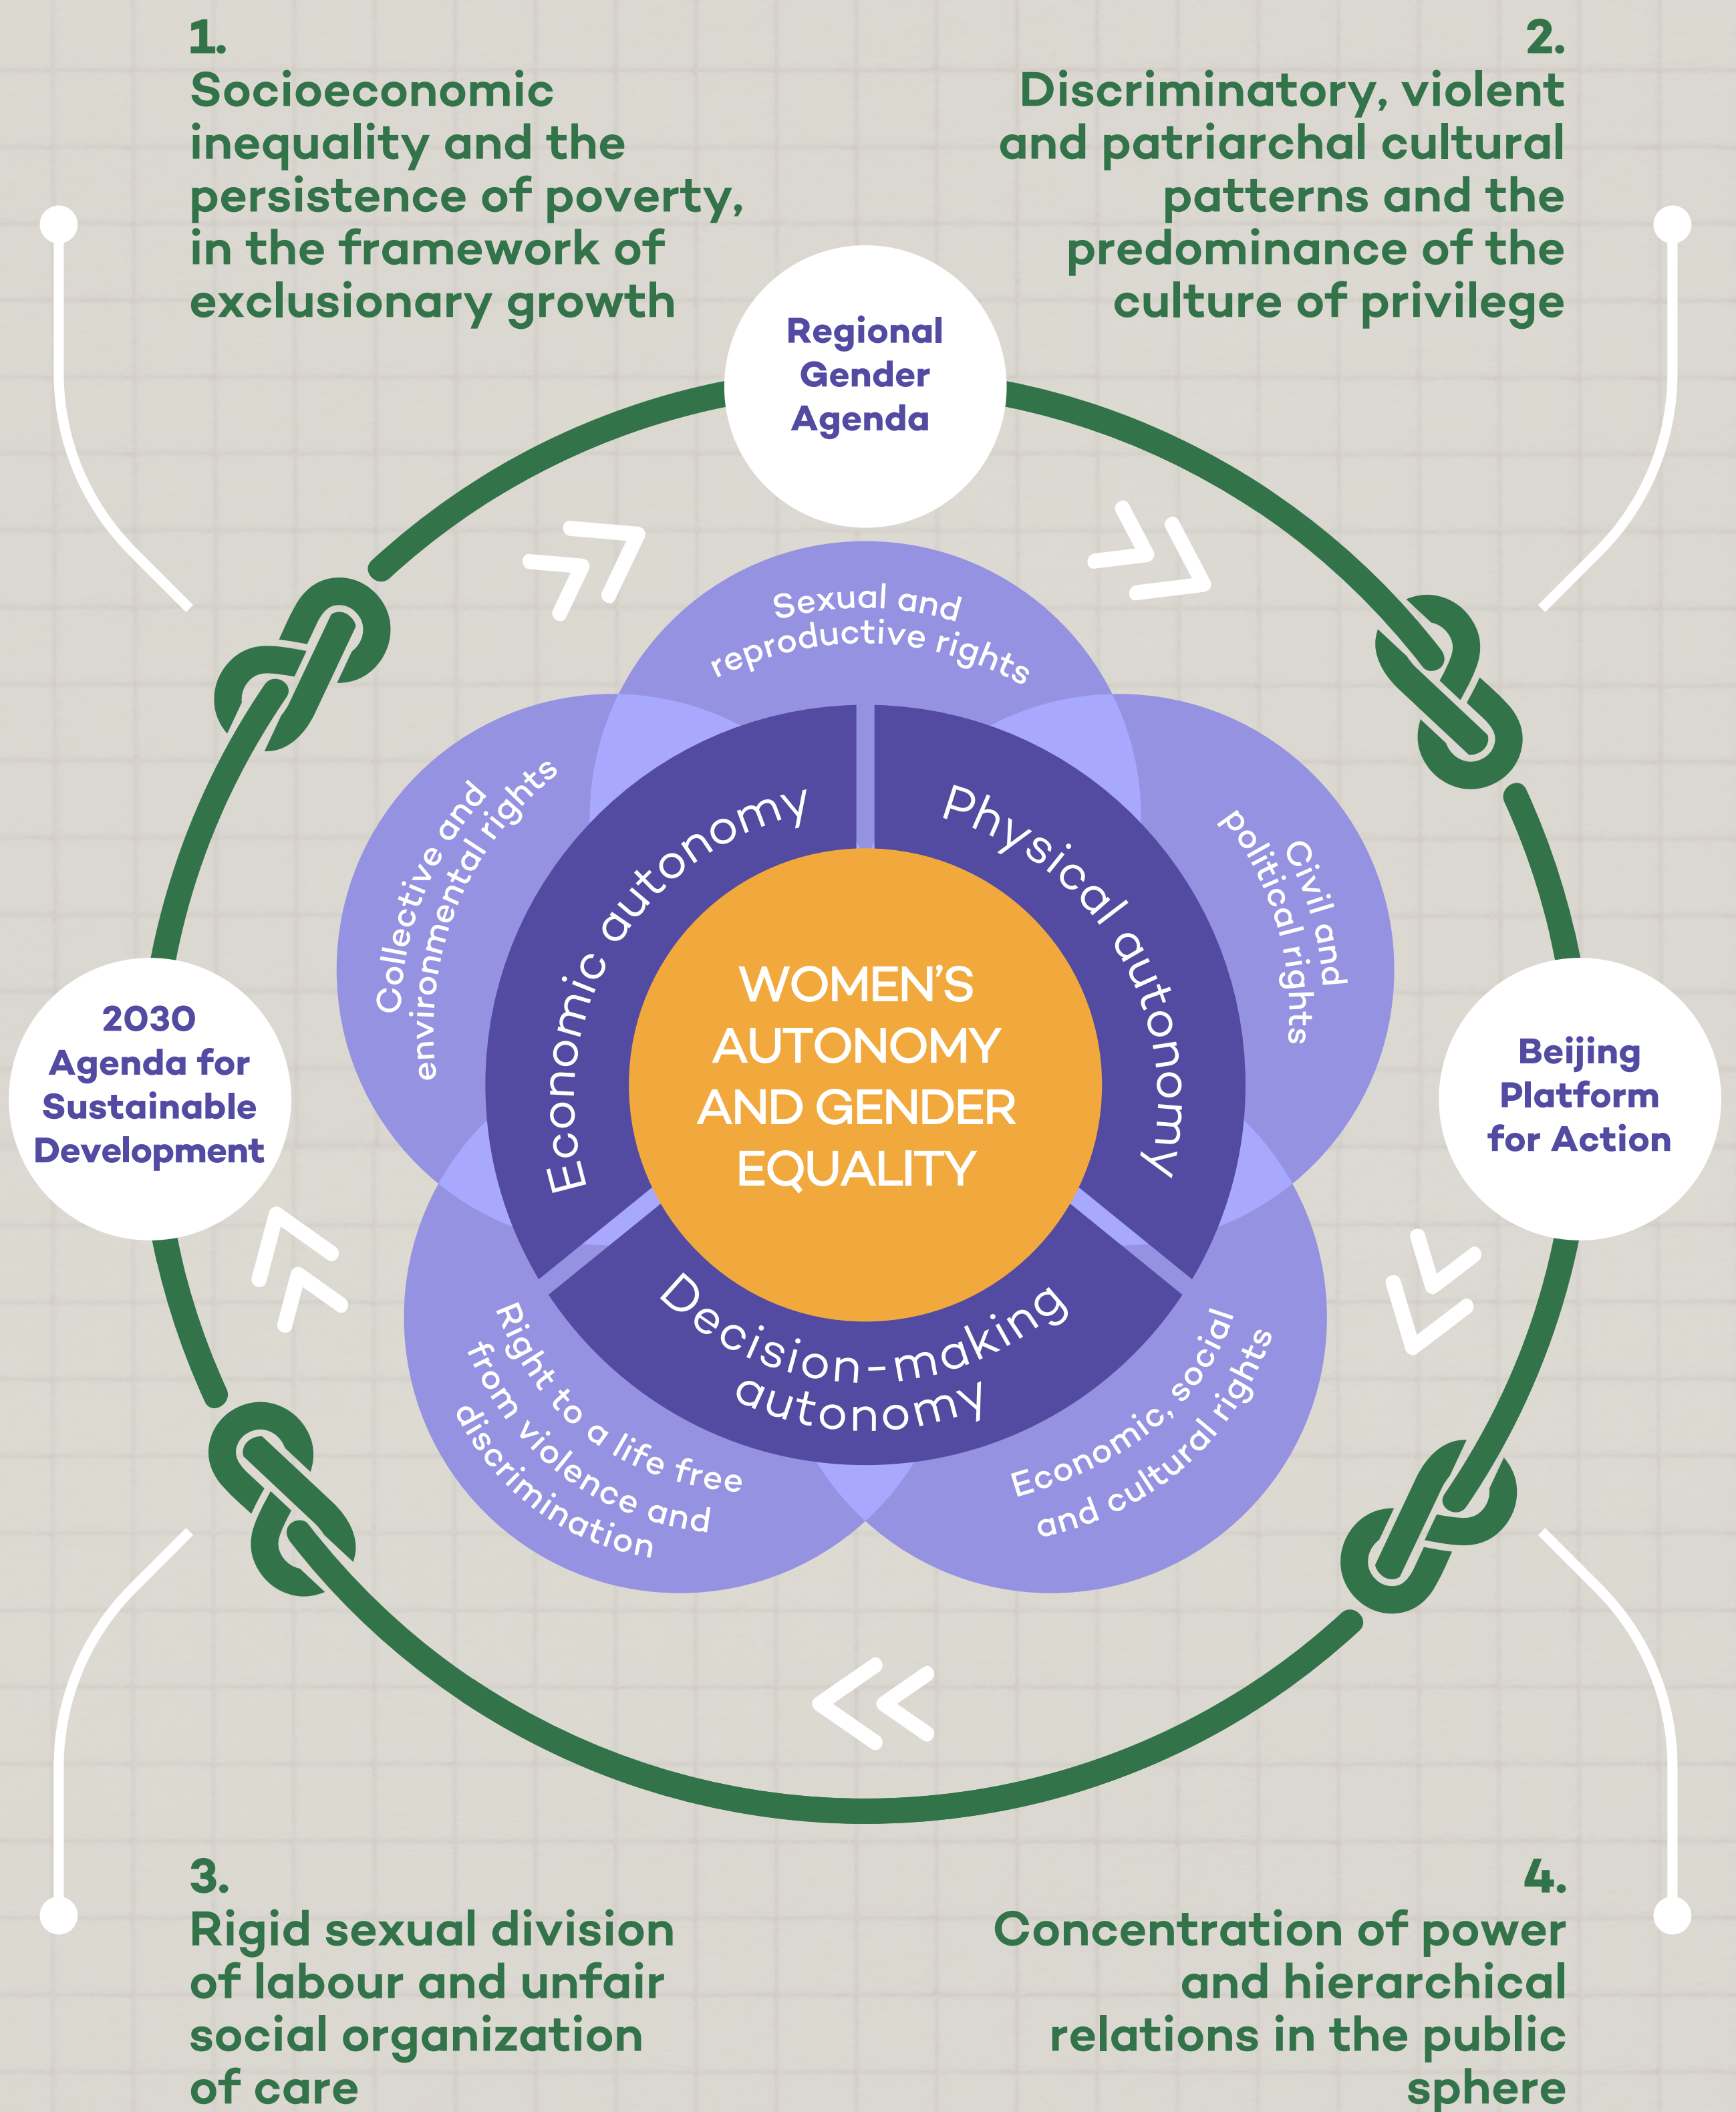 1.
Socioeconomic
inequality and the
persistence of poverty,
in the framework of
exclusionary growth
2.
Discriminatory, violent
and patriarchal cultural
patterns and the
predominance of the
culture of privilege
Regional
Gender
Agenda
Sexual and
reproductive rights
Collective and
environmental rights
Civil and
political rights
Economic autonomy
Physical autonomy
WOMEN’S
AUTONOMY
AND GENDER
EQUALITY
2030
Agenda for
Sustainable
Development
Beijing
Platform
for Action
Decision-making
autonomy
Right to a life free
from violence and
discrimination
Economic, social
and cultural rights
3.
Rigid sexual division
of labour and unfair
social organization
of care
4.
Concentration of power
and hierarchical
relations in the public
sphere